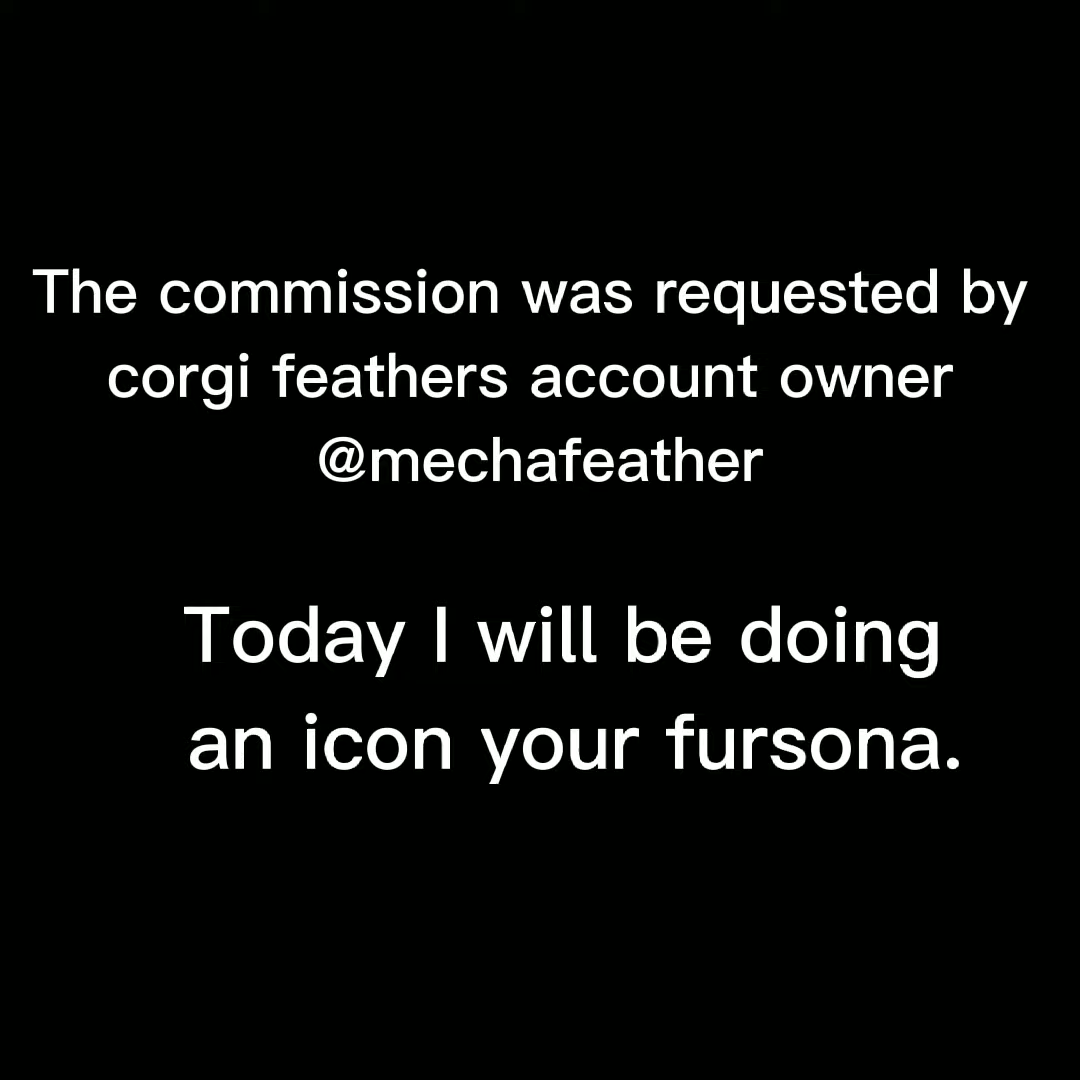 The commission was requested by
corgi feathers account owner
@mechafeather
Today I will be doing
an icon your fursona.